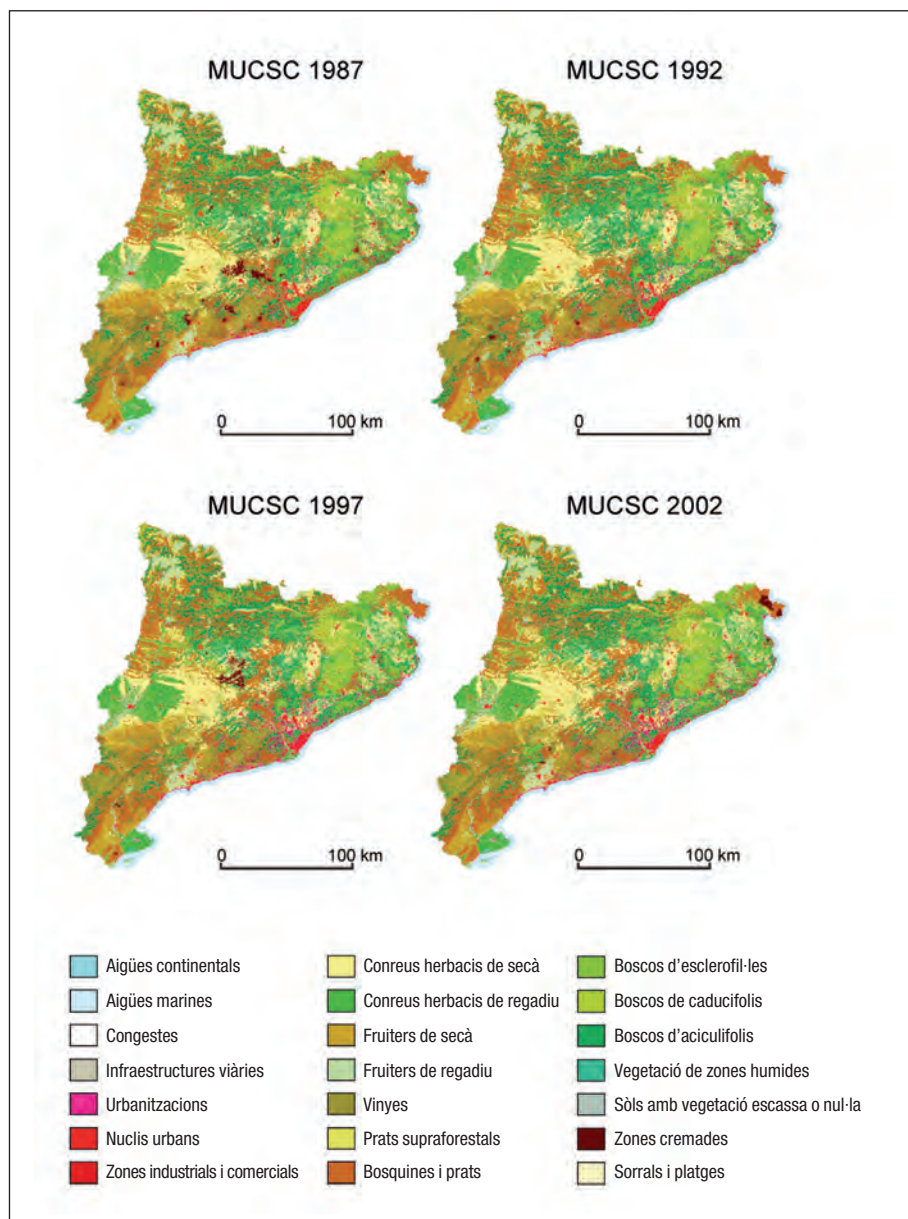 MUCSC 1987
MUCSC 1992
0 100 km
0 100 km
MUCSC 1997
MUCSC 2002
0 100 km
0 100 km
Aigües continentals
Aigües marines
Congestes
Infraestructures viàries
Urbanitzacions
Nuclis urbans
Zones industrials i comercials
Conreus herbacis de secà
Conreus herbacis de regadiu
Fruiters de secà
Fruiters de regadiu
Vinyes
Prats supraforestals
Bosquines i prats
Boscos d'esclerofil·les
Boscos de caducifolis
Boscos d'aciculifolis
Vegetació de zones humides
Sòls amb vegetació escassa o nul·la
Zones cremades
Sorrals i platges